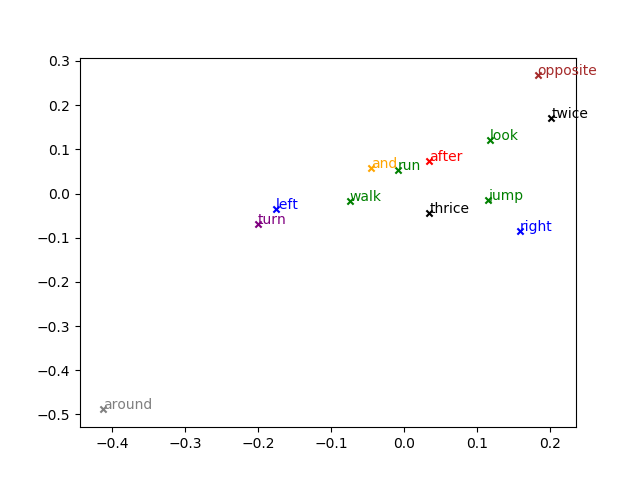 0.3
opposite
0.2
twice
look
0.1
and
after
run
0.0
walk
jump
left
thrice
turn
right
−0.1
−0.2
−0.3
−0.4
around
−0.5
−0.4 −0.3 −0.2 −0.1 0.0 0.1 0.2